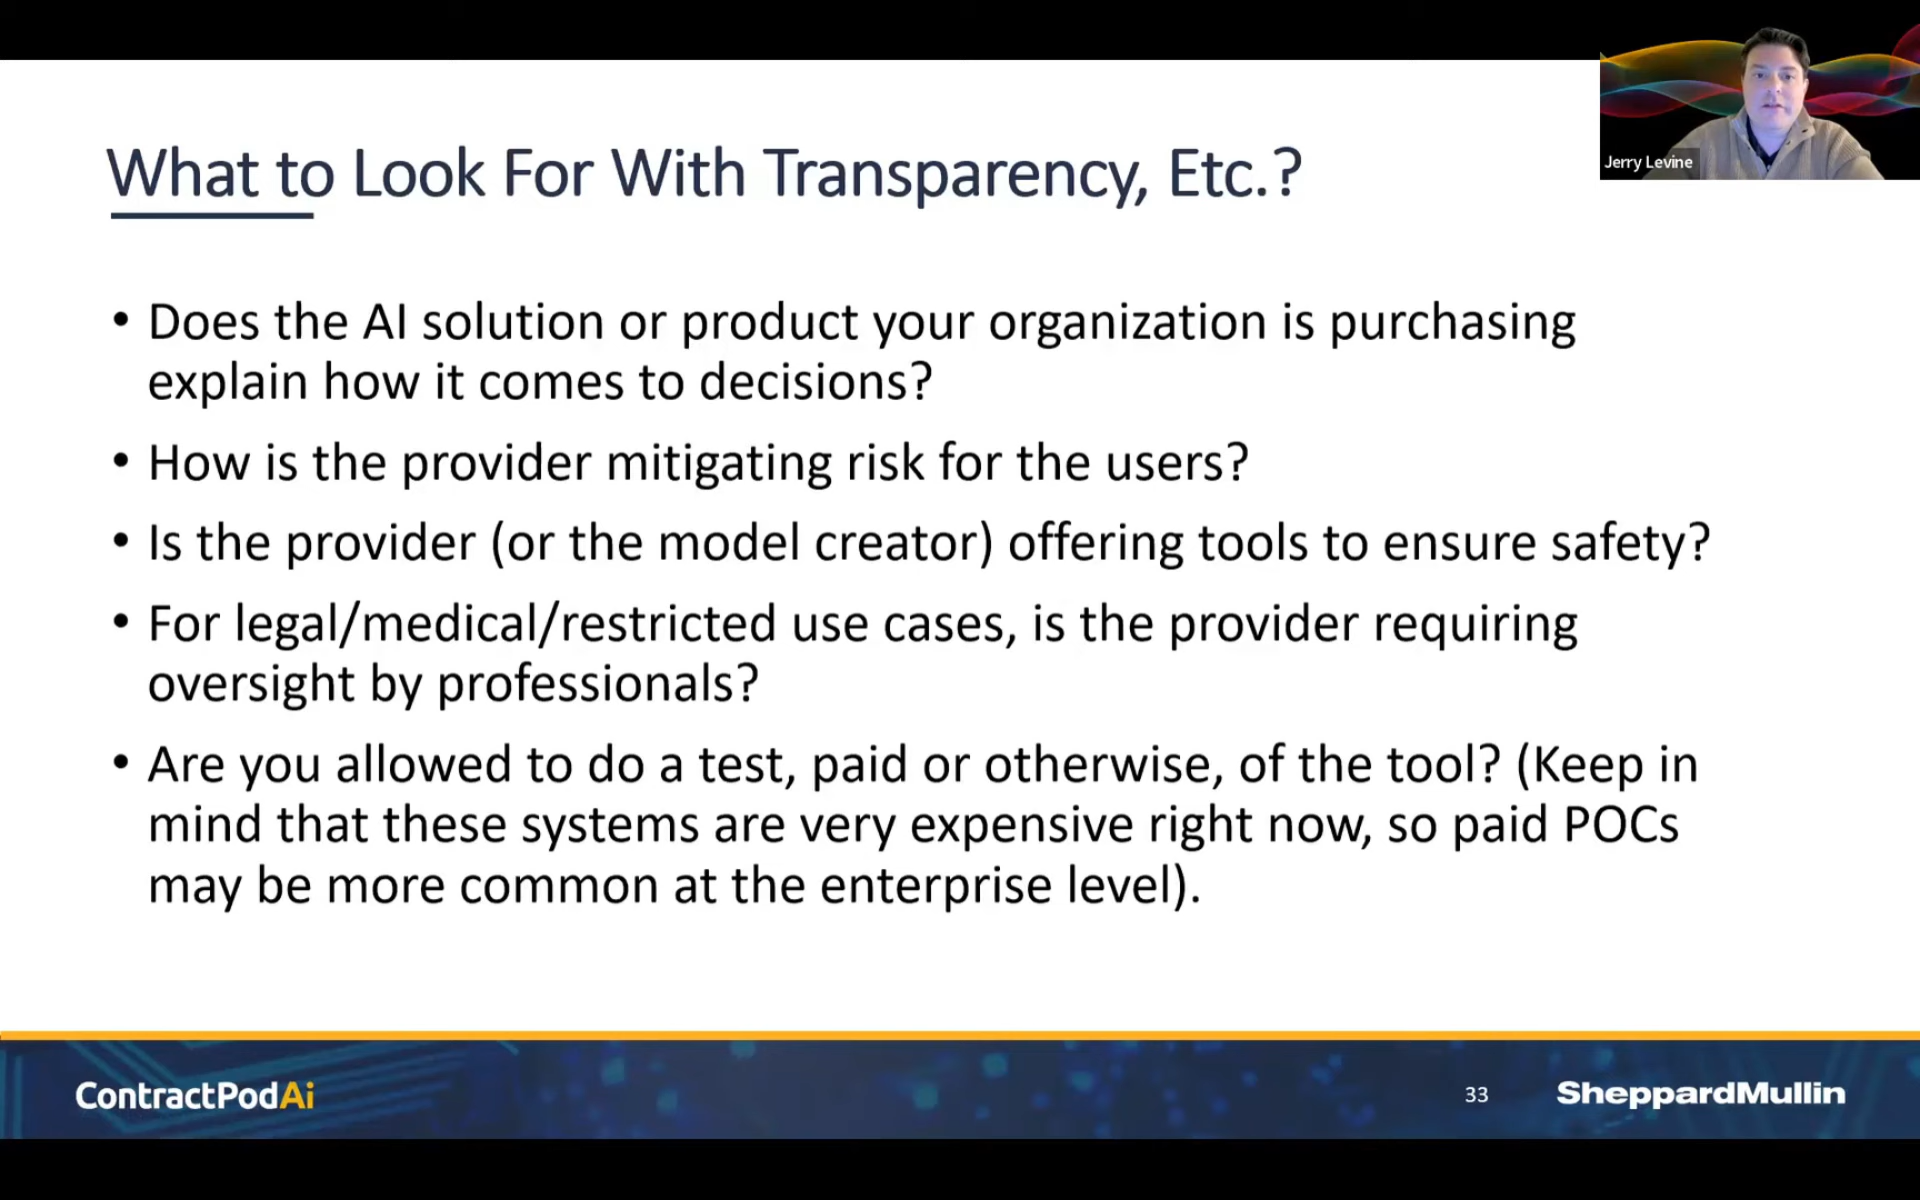 Jerry Levine
What to Look For With Transparency, Etc.?
• Does the AI solution or product your organization is purchasing
explain how it comes to decisions?
• How is the provider mitigating risk for the users?
• Is the provider (or the model creator) offering tools to ensure safety?
• For legal/medical/restricted use cases, is the provider requiring
oversight by professionals?
• Are you allowed to do a test, paid or otherwise, of the tool? (Keep in
mind that these systems are very expensive right now, so paid POCs
may be more common at the enterprise level).
ContractPodAi
33
SheppardMullin